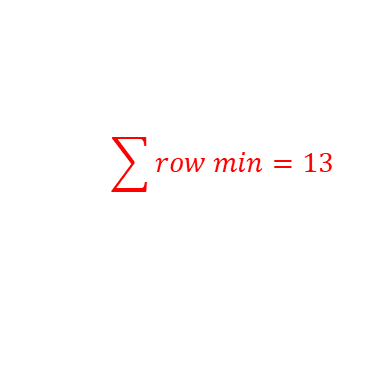 ∑ row min = 13